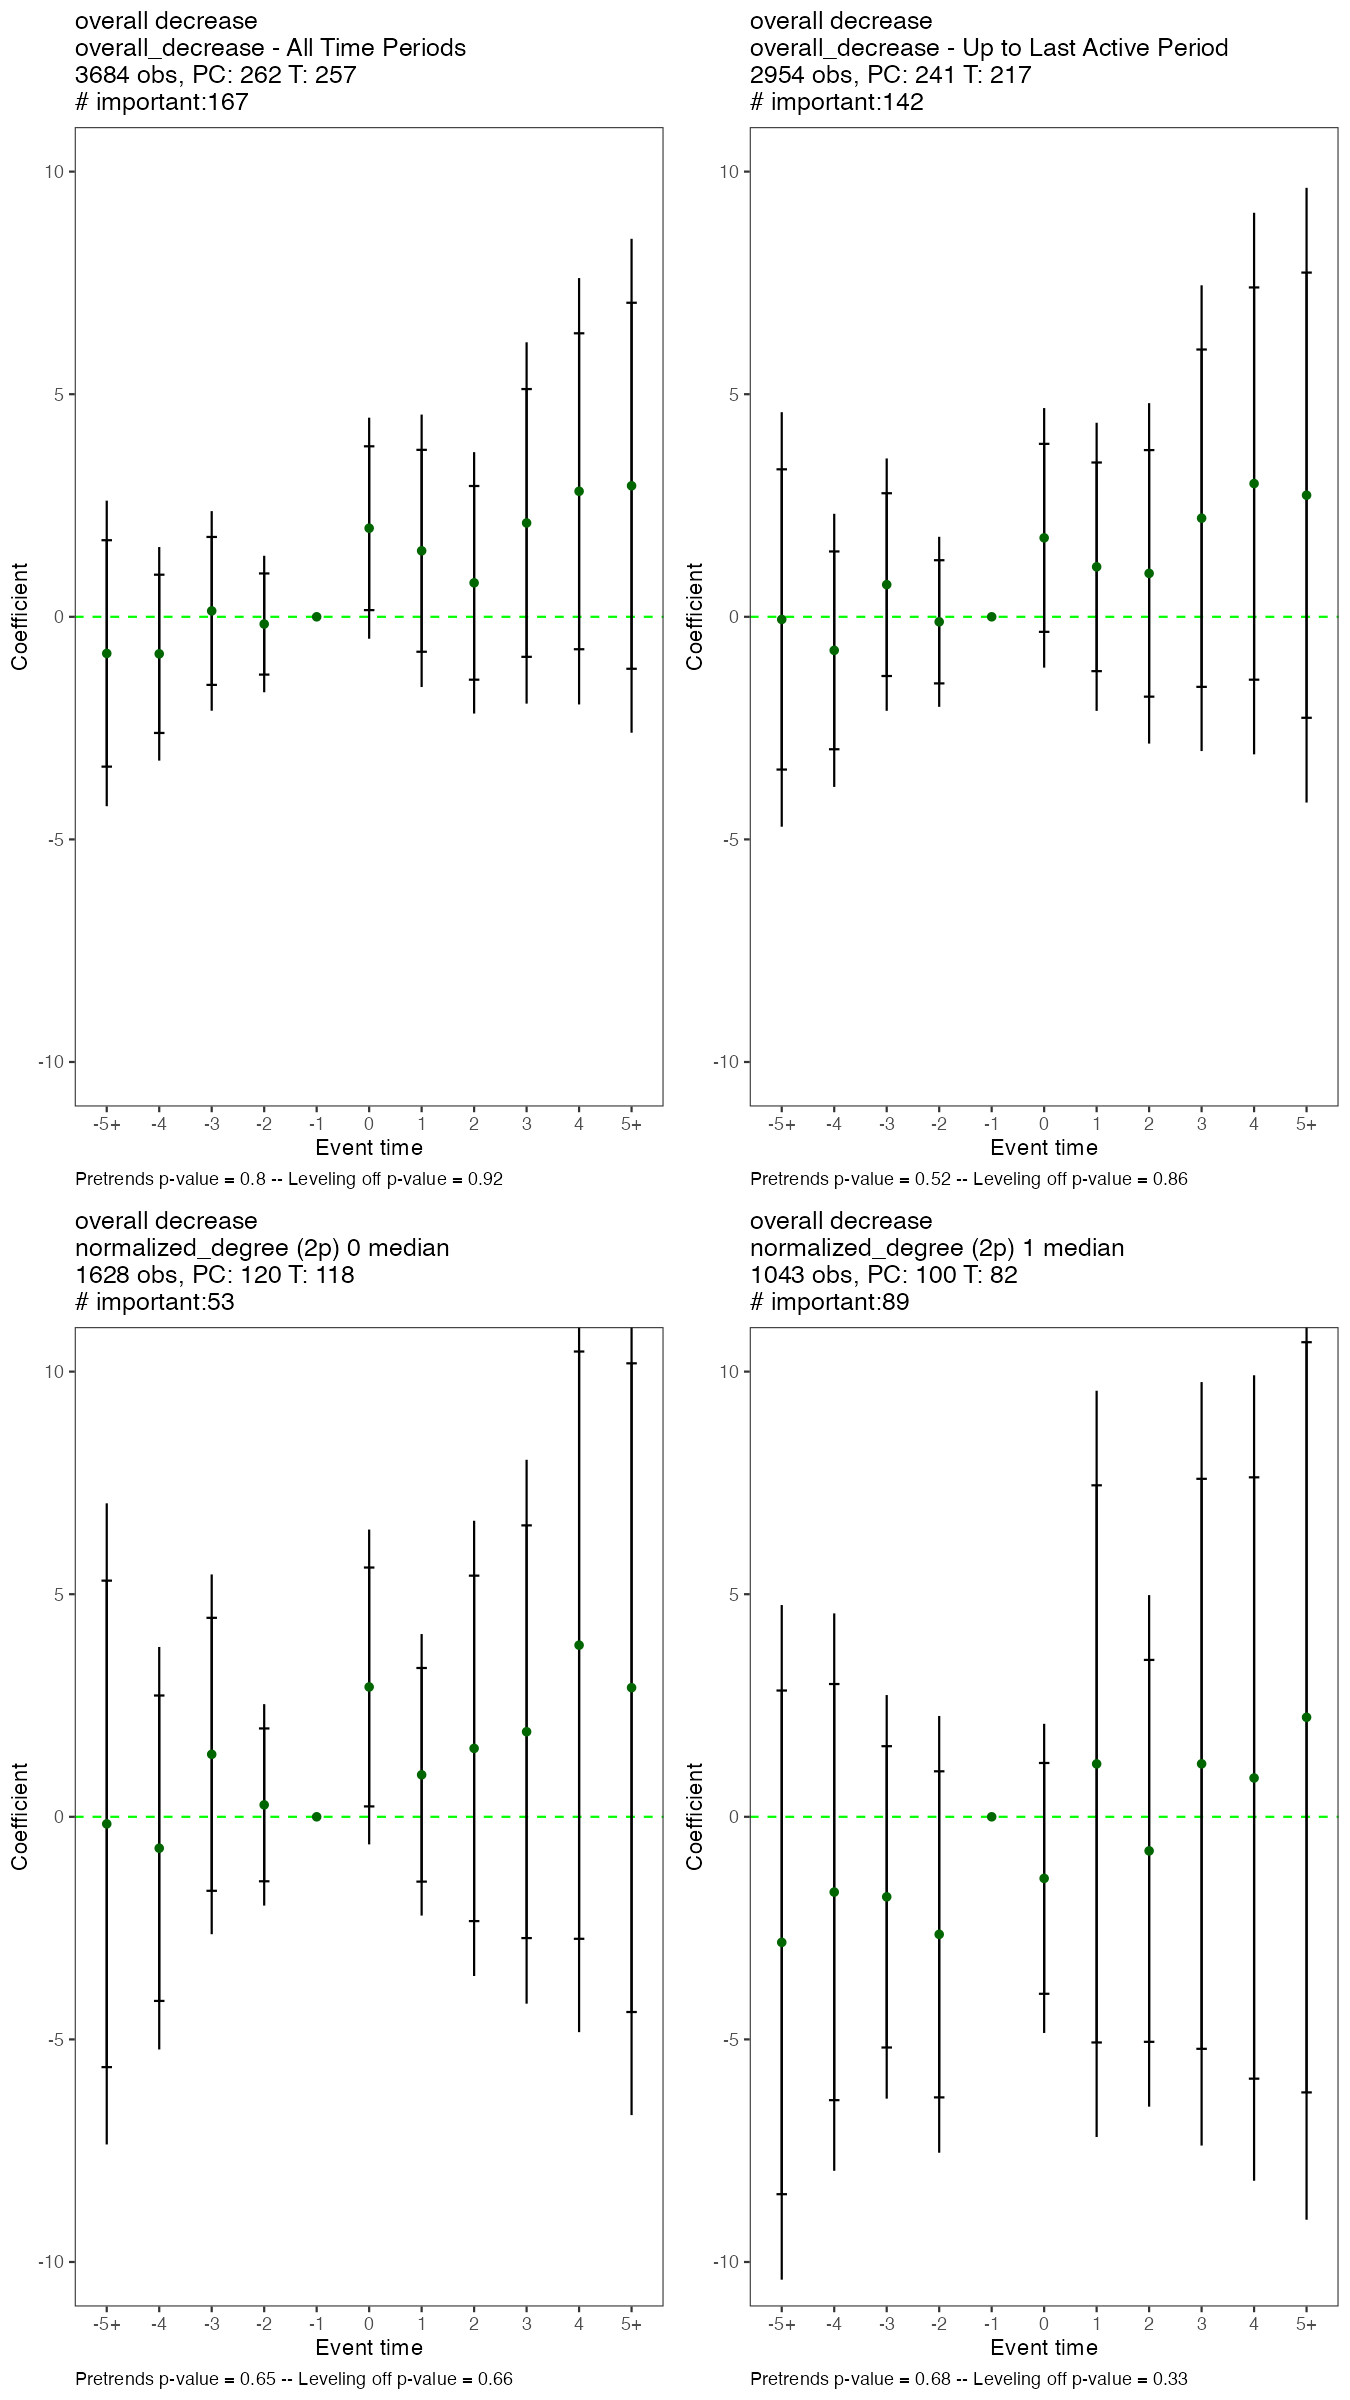 overall decrease
overall_decrease - All Time Periods
3684 obs, PC: 262 T: 257
# important:167
10
5
0
-5
-10
Coefficient
-5+ -4 -3 -2 -1 0 1 2 3 4 5+
Event time
Pretrends p-value = 0.8 -- Leveling off p-value = 0.92
overall decrease
overall_decrease - Up to Last Active Period
2954 obs, PC: 241 T: 217
# important:142
10
5
0
-5
-10
Coefficient
-5+ -4 -3 -2 -1 0 1 2 3 4 5+
Event time
Pretrends p-value = 0.52 -- Leveling off p-value = 0.86
overall decrease
normalized_degree (2p) 0 median
1628 obs, PC: 120 T: 118
# important:53
10
5
0
-5
-10
Coefficient
-5+ -4 -3 -2 -1 0 1 2 3 4 5+
Event time
Pretrends p-value = 0.65 -- Leveling off p-value = 0.66
overall decrease
normalized_degree (2p) 1 median
1043 obs, PC: 100 T: 82
# important:89
10
5
0
-5
-10
Coefficient
-5+ -4 -3 -2 -1 0 1 2 3 4 5+
Event time
Pretrends p-value = 0.68 -- Leveling off p-value = 0.33